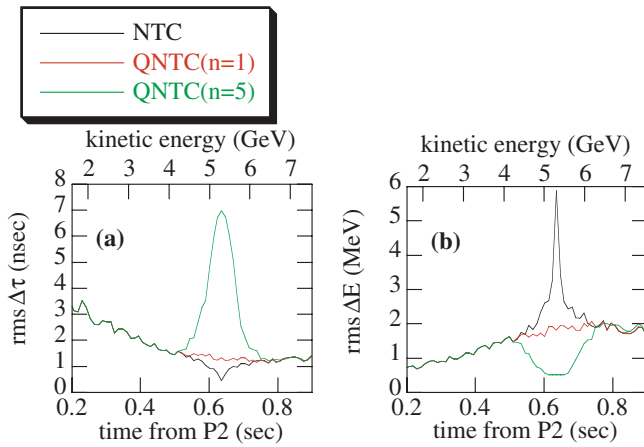 NTC
QNTC(n=1)
QNTC(n=5)
kinetic energy (GeV)
2 3 4 5 6 7
8
7
6
5
4
3
2
1
0
rms Δτ (nsec)
(a)
0.2 0.4 0.6 0.8
time from P2 (sec)
kinetic energy (GeV)
2 3 4 5 6 7
6
5
4
3
2
1
0
rms ΔE (MeV)
(b)
0.2 0.4 0.6 0.8
time from P2 (sec)